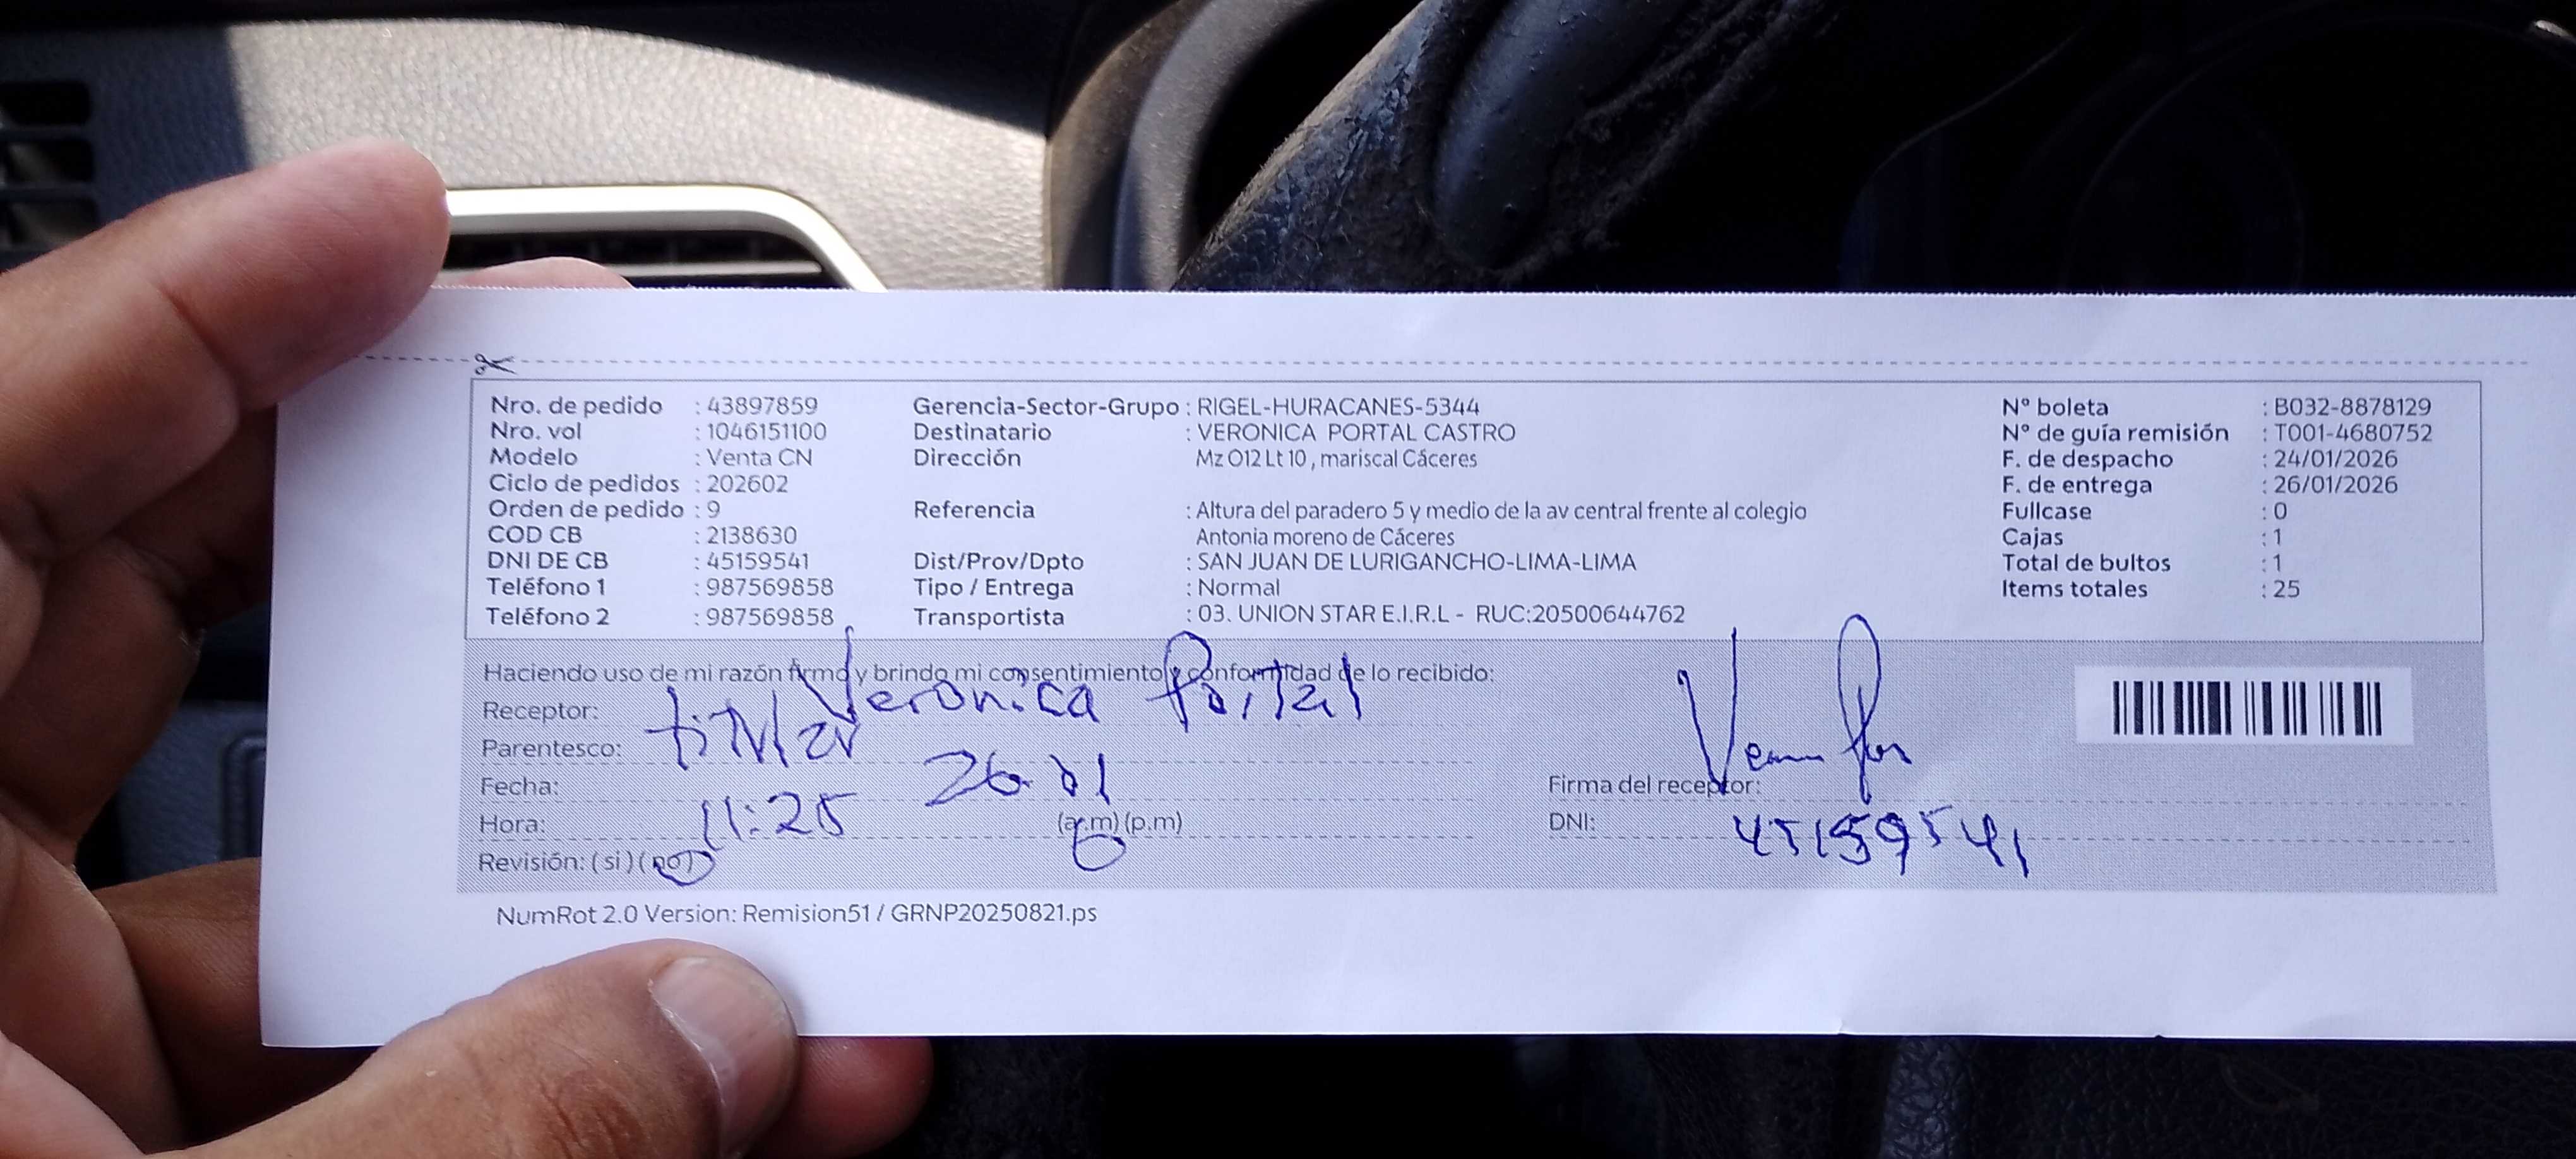 Nro. de pedido : 43897859 Gerencia-Sector-Grupo : RIGEL-HURACANES-5344 Nº boleta : B032-8878129
Nro. vol : 1046151100 Destinatario : VERONICA PORTAL CASTRO Nº de guía remisión : T001-4680752
Modelo : Venta CN Dirección Mz O12 Lt 10 , mariscal Cáceres F. de despacho : 24/01/2026
Ciclo de pedidos : 202602 F. de entrega : 26/01/2026
Orden de pedido : 9 Referencia : Altura del paradero 5 y medio de la av central frente al colegio Fullcase : 0
COD CB : 2138630 Antonia moreno de Cáceres Cajas : 1
DNI DE CB : 45159541 Dist/Prov/Dpto : SAN JUAN DE LURIGANCHO-LIMA-LIMA Total de bultos : 1
Teléfono 1 : 987569858 Tipo / Entrega : Normal Items totales : 25
Teléfono 2 : 987569858 Transportista : 03. UNION STAR E.I.R.L - RUC:20500644762
Haciendo uso de mi razón firmo y brindo mi consentimiento y conformidad de lo recibido:
Receptor: Veronica Portal
Parentesco: titular
Fecha: 26 01 Firma del receptor:
Hora: 11:25 (a.m) (p.m) DNI: 45159541
Revisión: (si) (no)
NumRot 2.0 Version: Remision51 / GRNP20250821.ps